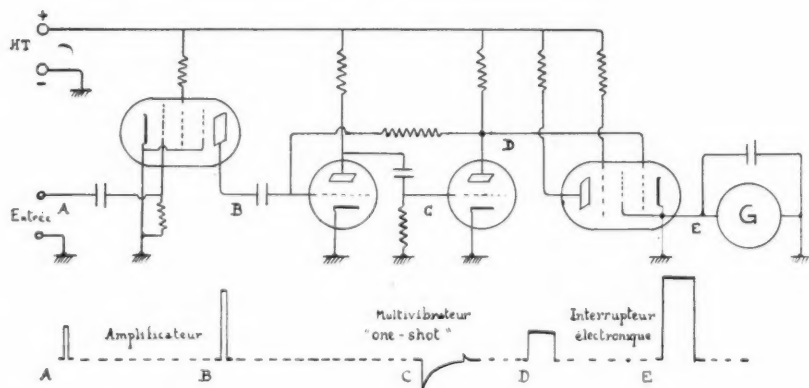 +
HT
-
A
Entrée
B
C
D
E
G
Amplificateur
Multivibrateur
"one-shot"
Interrupteur
électronique
A
B
C
D
E